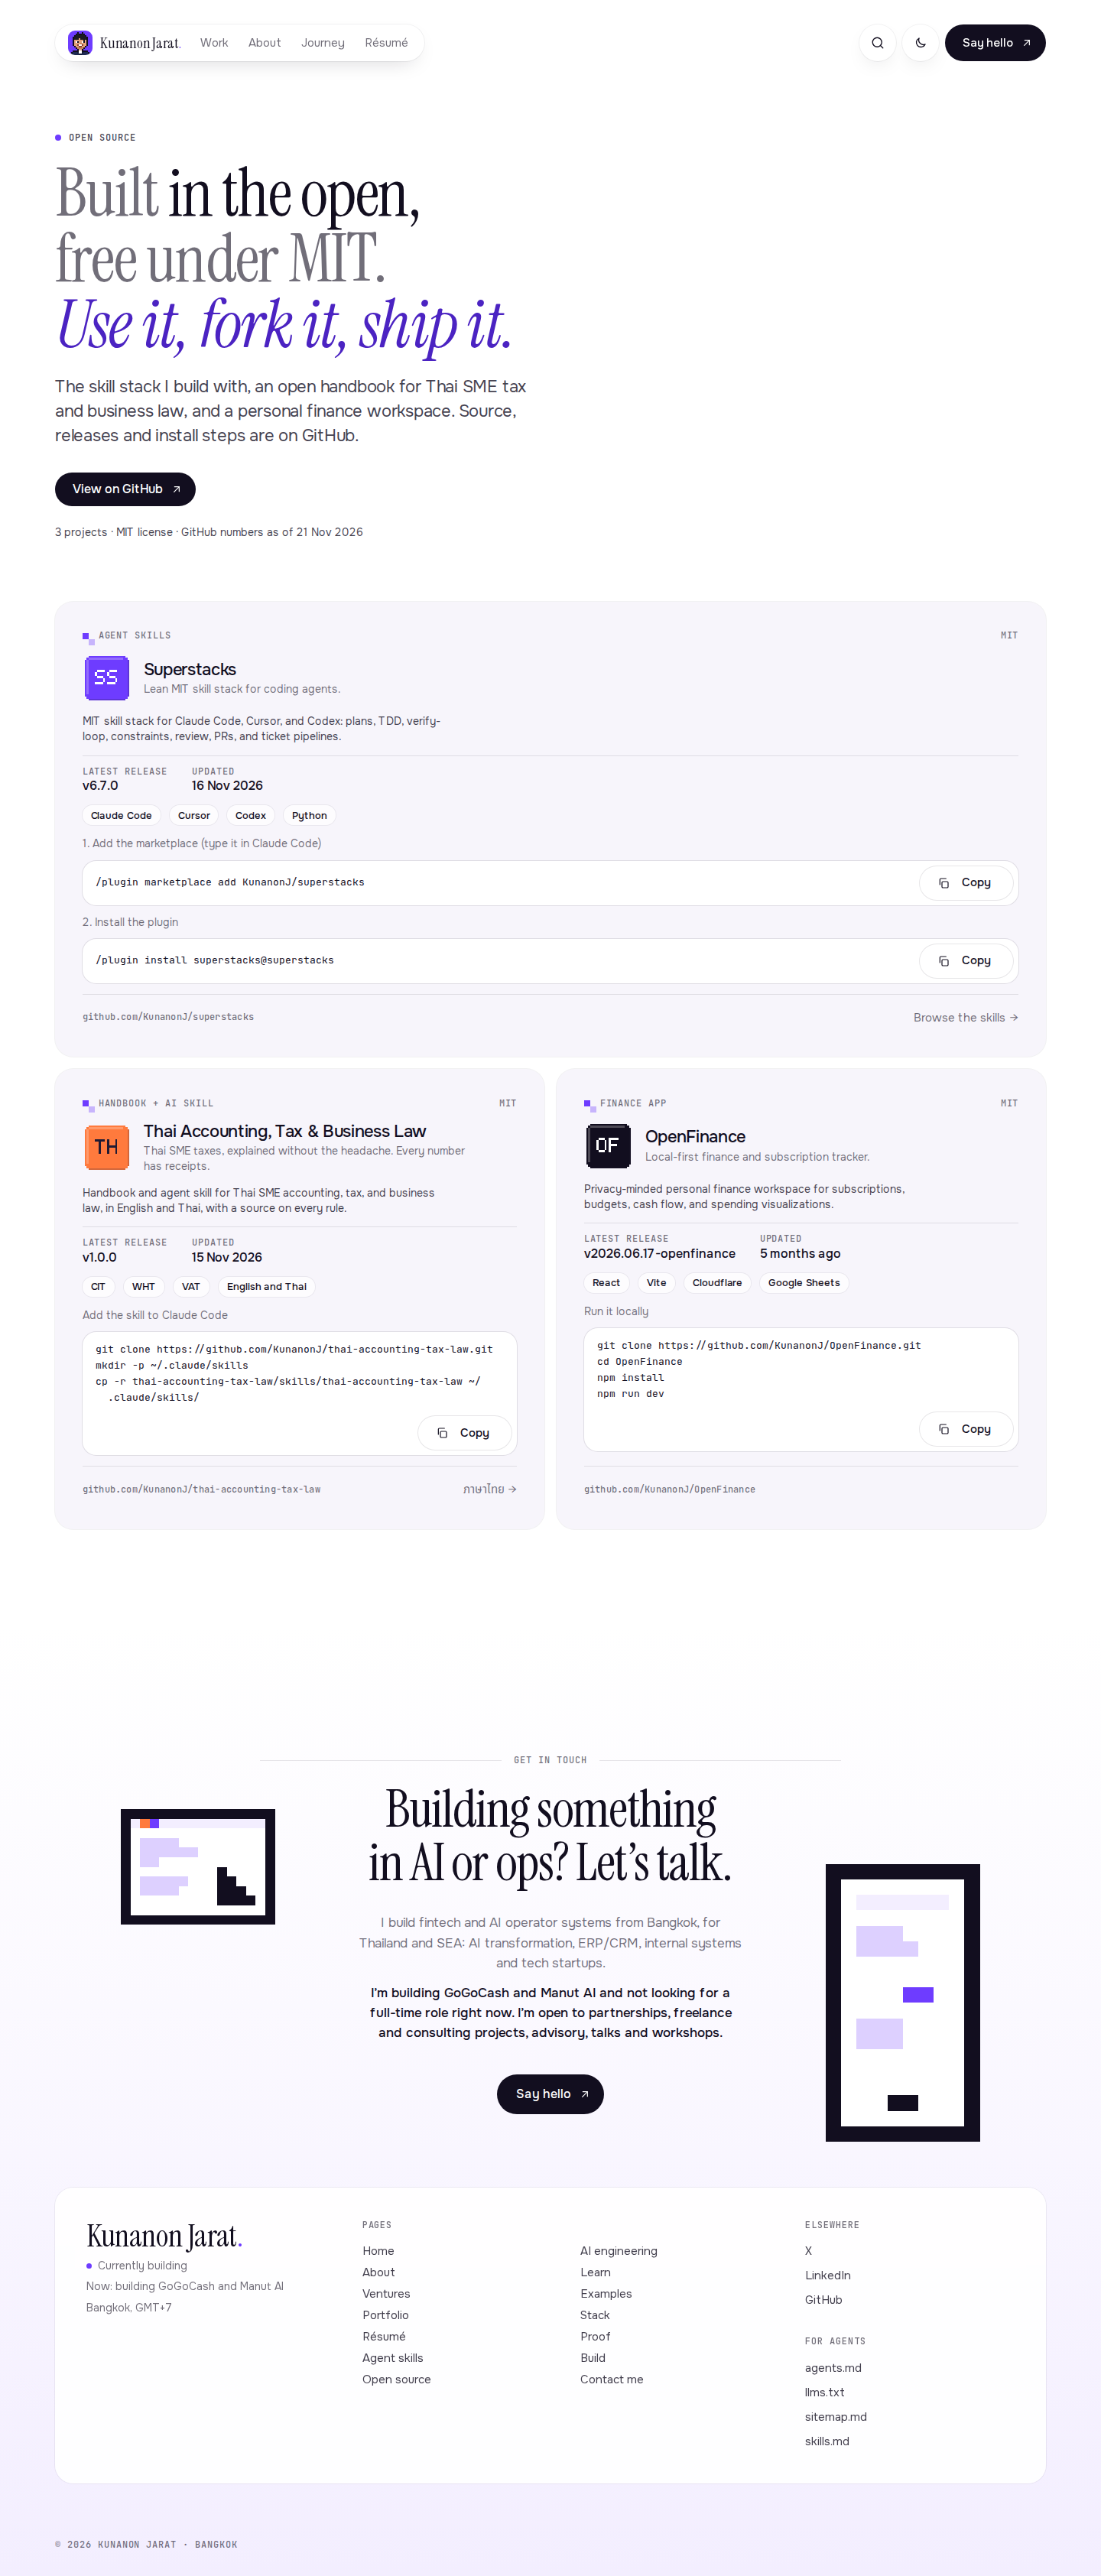 Kunanon Jarat.
Work
About
Journey
Résumé
Say hello
OPEN SOURCE
Built in the open,
free under MIT.
Use it, fork it, ship it.
The skill stack I build with, an open handbook for Thai SME tax
and business law, and a personal finance workspace. Source,
releases and install steps are on GitHub.
View on GitHub
3 projects · MIT license · GitHub numbers as of 21 Nov 2026
AGENT SKILLS
MIT
SS
Superstacks
Lean MIT skill stack for coding agents.
MIT skill stack for Claude Code, Cursor, and Codex: plans, TDD, verify-
loop, constraints, review, PRs, and ticket pipelines.
LATEST RELEASE
v6.7.0
UPDATED
16 Nov 2026
Claude Code
Cursor
Codex
Python
1. Add the marketplace (type it in Claude Code)
/plugin marketplace add KunanonJ/superstacks
Copy
2. Install the plugin
/plugin install superstacks@superstacks
Copy
github.com/KunanonJ/superstacks
Browse the skills →
HANDBOOK + AI SKILL
MIT
TH
Thai Accounting, Tax & Business Law
Thai SME taxes, explained without the headache. Every number
has receipts.
Handbook and agent skill for Thai SME accounting, tax, and business
law, in English and Thai, with a source on every rule.
LATEST RELEASE
v1.0.0
UPDATED
15 Nov 2026
CIT
WHT
VAT
English and Thai
Add the skill to Claude Code
git clone https://github.com/KunanonJ/thai-accounting-tax-law.git
mkdir -p ~/.claude/skills
cp -r thai-accounting-tax-law/skills/thai-accounting-tax-law ~/
.claude/skills/
Copy
github.com/KunanonJ/thai-accounting-tax-law
ภาษาไทย →
FINANCE APP
MIT
OF
OpenFinance
Local-first finance and subscription tracker.
Privacy-minded personal finance workspace for subscriptions,
budgets, cash flow, and spending visualizations.
LATEST RELEASE
v2026.06.17-openfinance
UPDATED
5 months ago
React
Vite
Cloudflare
Google Sheets
Run it locally
git clone https://github.com/KunanonJ/OpenFinance.git
cd OpenFinance
npm install
npm run dev
Copy
github.com/KunanonJ/OpenFinance
GET IN TOUCH
Building something
in AI or ops? Let’s talk.
I build fintech and AI operator systems from Bangkok, for
Thailand and SEA: AI transformation, ERP/CRM, internal systems
and tech startups.
I’m building GoGoCash and Manut AI and not looking for a
full-time role right now. I’m open to partnerships, freelance
and consulting projects, advisory, talks and workshops.
Say hello
Kunanon Jarat.
Currently building
Now: building GoGoCash and Manut AI
Bangkok, GMT+7
PAGES
Home
About
Ventures
Portfolio
Résumé
Agent skills
Open source
AI engineering
Learn
Examples
Stack
Proof
Build
Contact me
ELSEWHERE
X
LinkedIn
GitHub
FOR AGENTS
agents.md
llms.txt
sitemap.md
skills.md
© 2026 KUNANON JARAT · BANGKOK